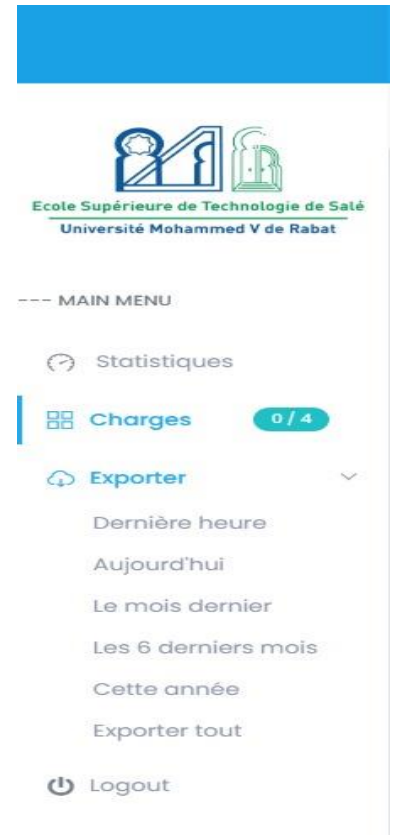 Ecole Supérieure de Technologie de Salé
Université Mohammed V de Rabat
--- MAIN MENU
Statistiques
Charges 0 / 4
Exporter
Dernière heure
Aujourd'hui
Le mois dernier
Les 6 derniers mois
Cette année
Exporter tout
Logout